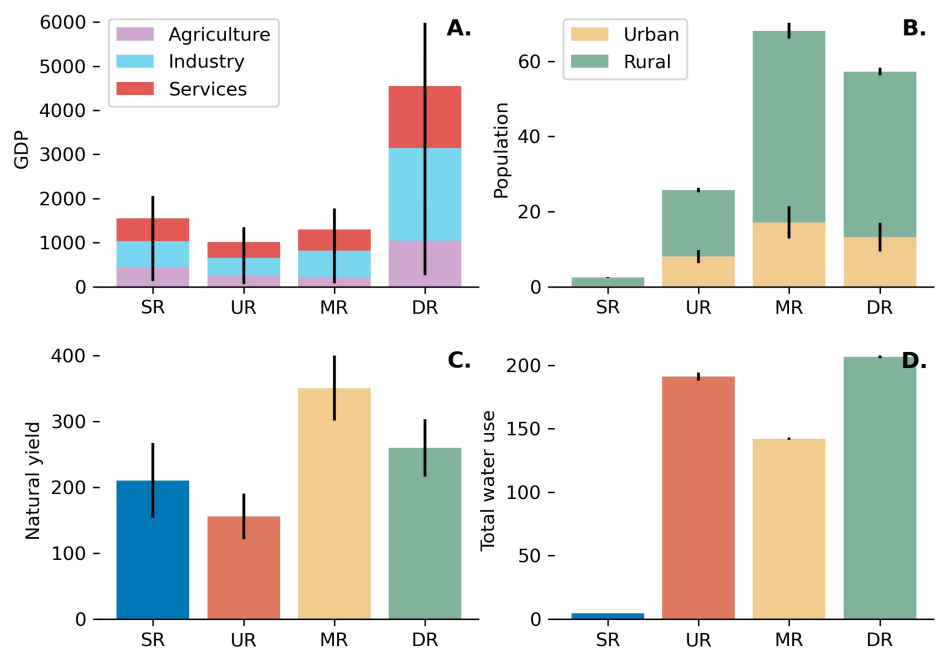 A.
Agriculture
Industry
Services
GDP
6000
5000
4000
3000
2000
1000
0
SR UR MR DR
B.
Urban
Rural
Population
60
40
20
0
SR UR MR DR
C.
Natural yield
400
300
200
100
0
SR UR MR DR
D.
Total water use
200
150
100
50
0
SR UR MR DR